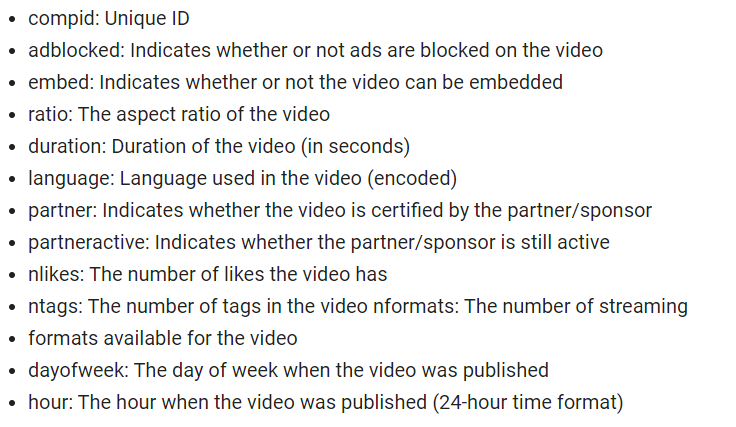 • compid: Unique ID
• adblocked: Indicates whether or not ads are blocked on the video
• embed: Indicates whether or not the video can be embedded
• ratio: The aspect ratio of the video
• duration: Duration of the video (in seconds)
• language: Language used in the video (encoded)
• partner: Indicates whether the video is certified by the partner/sponsor
• partneractive: Indicates whether the partner/sponsor is still active
• nlikes: The number of likes the video has
• ntags: The number of tags in the video nformats: The number of streaming
• formats available for the video
• dayofweek: The day of week when the video was published
• hour: The hour when the video was published (24-hour time format)